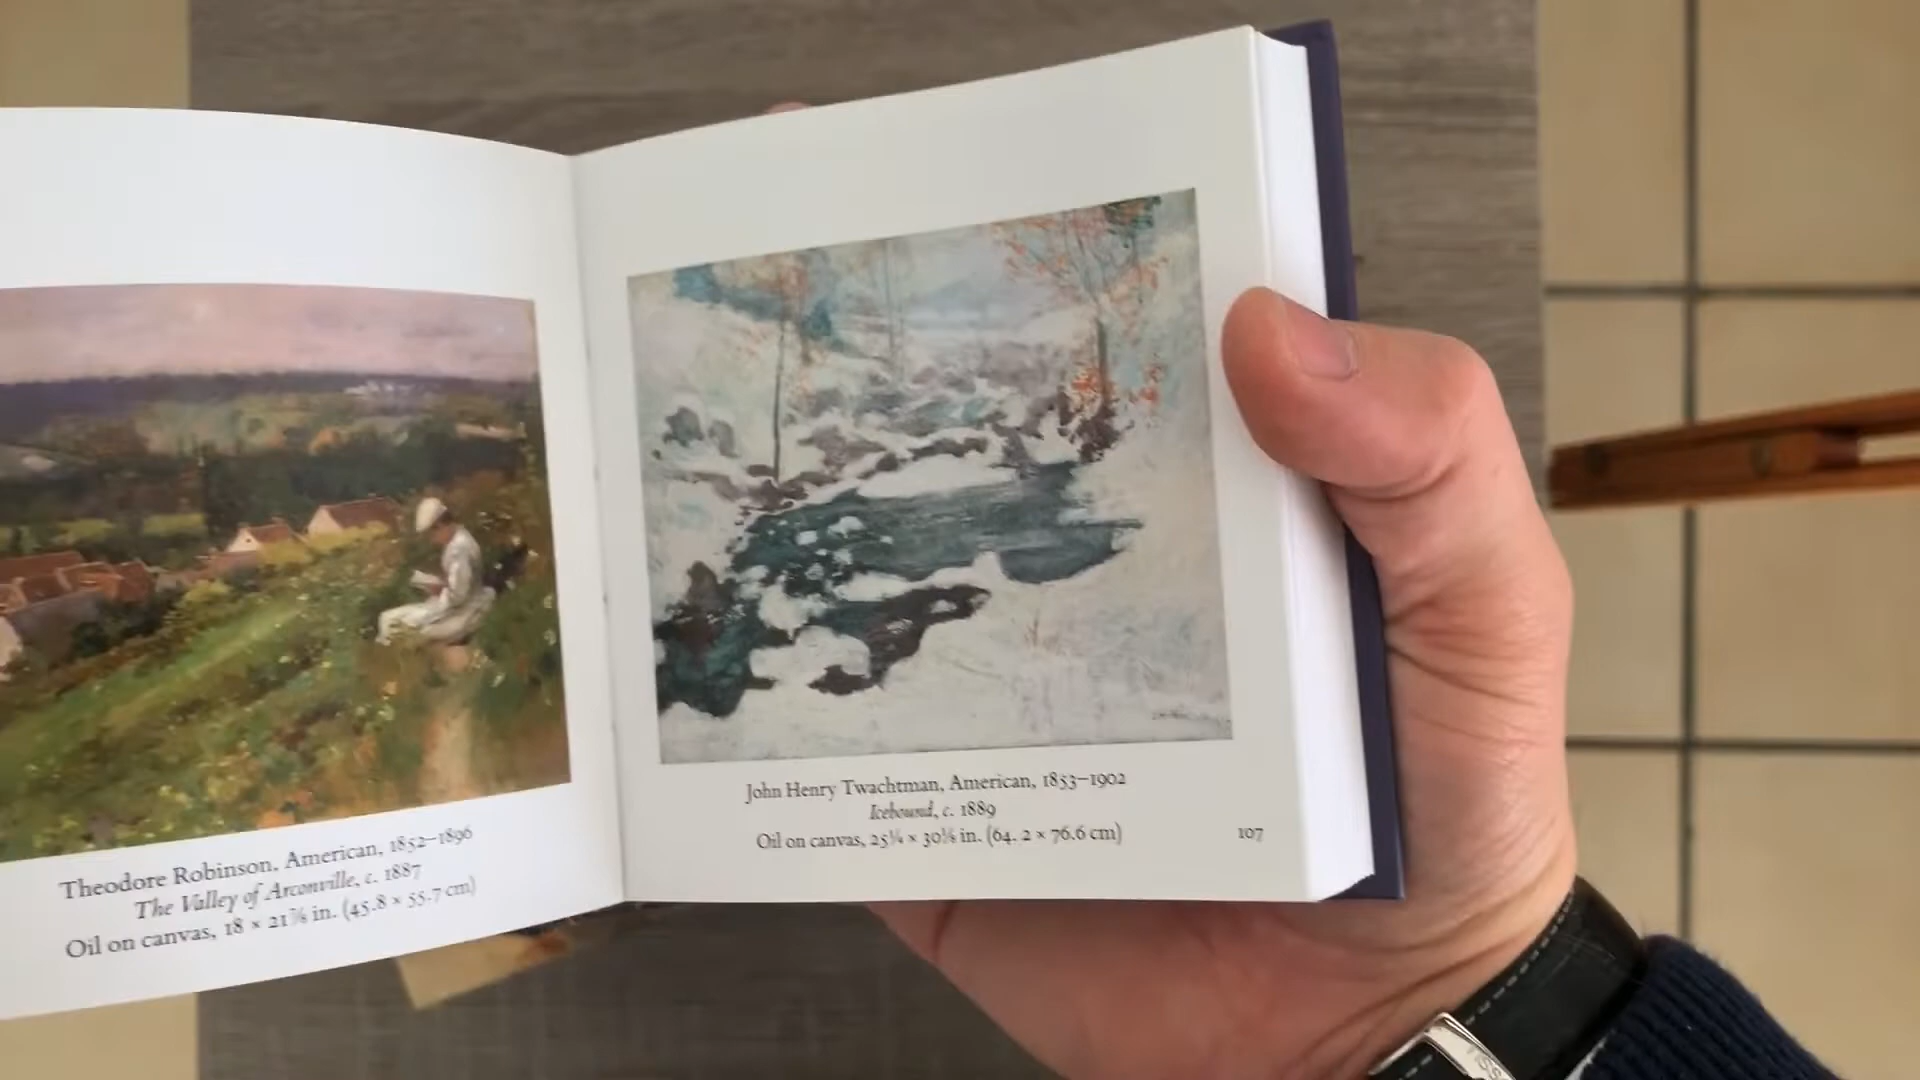 Theodore Robinson, American, 1852–1896
The Valley of Arconville, c. 1887
Oil on canvas, 18 × 21⅞ in. (45.8 × 55.7 cm)
John Henry Twachtman, American, 1853–1902
Icebound, c. 1889
Oil on canvas, 25¼ × 30⅛ in. (64. 2 × 76.6 cm)
107